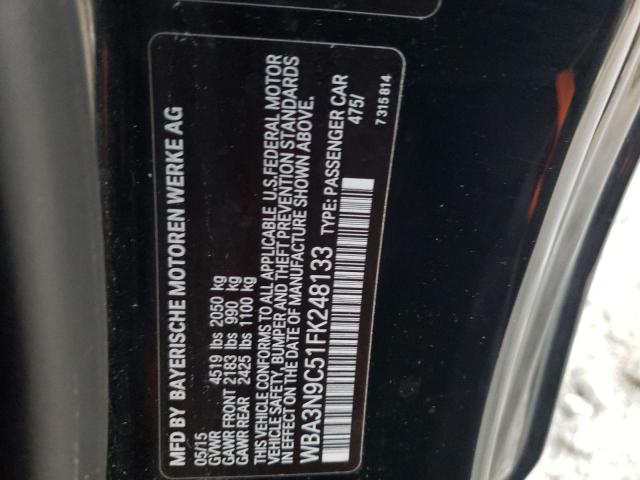 MFD BY BAYERISCHE MOTOREN WERKE AG
05/15
GVWR 4519 lbs 2050 kg
GAWR FRONT 2183 lbs 990 kg
GAWR REAR 2425 lbs 1100 kg
THIS VEHICLE CONFORMS TO ALL APPLICABLE U.S. FEDERAL MOTOR
VEHICLE SAFETY, BUMPER AND THEFT PREVENTION STANDARDS
IN EFFECT ON THE DATE OF MANUFACTURE SHOWN ABOVE.
WBA3N9C51FK248133 TYPE: PASSENGER CAR
475/
7 315 814